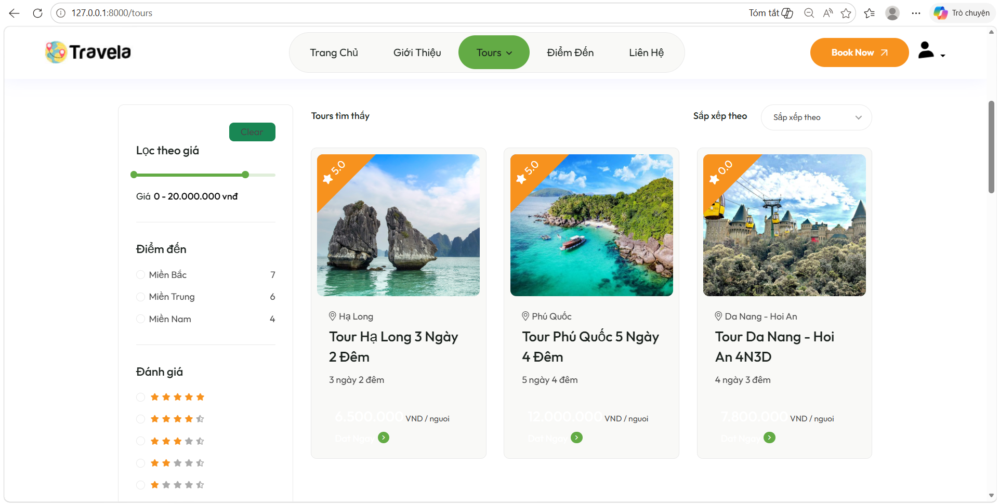 127.0.0.1:8000/tours
Tóm tắt
Trò chuyện
Travela
Trang Chủ
Giới Thiệu
Tours
Điểm Đến
Liên Hệ
Book Now
Clear
Lọc theo giá
Giá 0 - 20.000.000 vnđ
Điểm đến
Miền Bắc 7
Miền Trung 6
Miền Nam 4
Đánh giá
Tours tìm thấy
Sắp xếp theo
Sắp xếp theo
5.0
Hạ Long
Tour Hạ Long 3 Ngày
2 Đêm
3 ngày 2 đêm
6.500.000 VND / nguoi
Dat Ngay
5.0
Phú Quốc
Tour Phú Quốc 5 Ngày
4 Đêm
5 ngày 4 đêm
12.000.000 VND / nguoi
Dat Ngay
0.0
Da Nang - Hoi An
Tour Da Nang - Hoi
An 4N3D
4 ngày 3 đêm
7.800.000 VND / nguoi
Dat Ngay